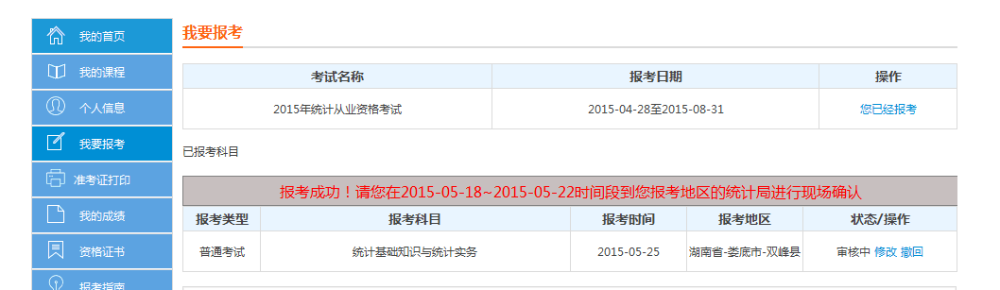 我的首页
我的课程
个人信息
我要报考
准考证打印
我的成绩
资格证书
报考指南
我要报考
考试名称 报考日期 操作
2015年统计从业资格考试 2015-04-28至2015-08-31 您已经报考
已报考科目
报考成功！请您在2015-05-18~2015-05-22时间段到您报考地区的统计局进行现场确认
报考类型 报考科目 报考时间 报考地区 状态/操作
普通考试 统计基础知识与统计实务 2015-05-25 湖南省-娄底市-双峰县 审核中 修改 撤回